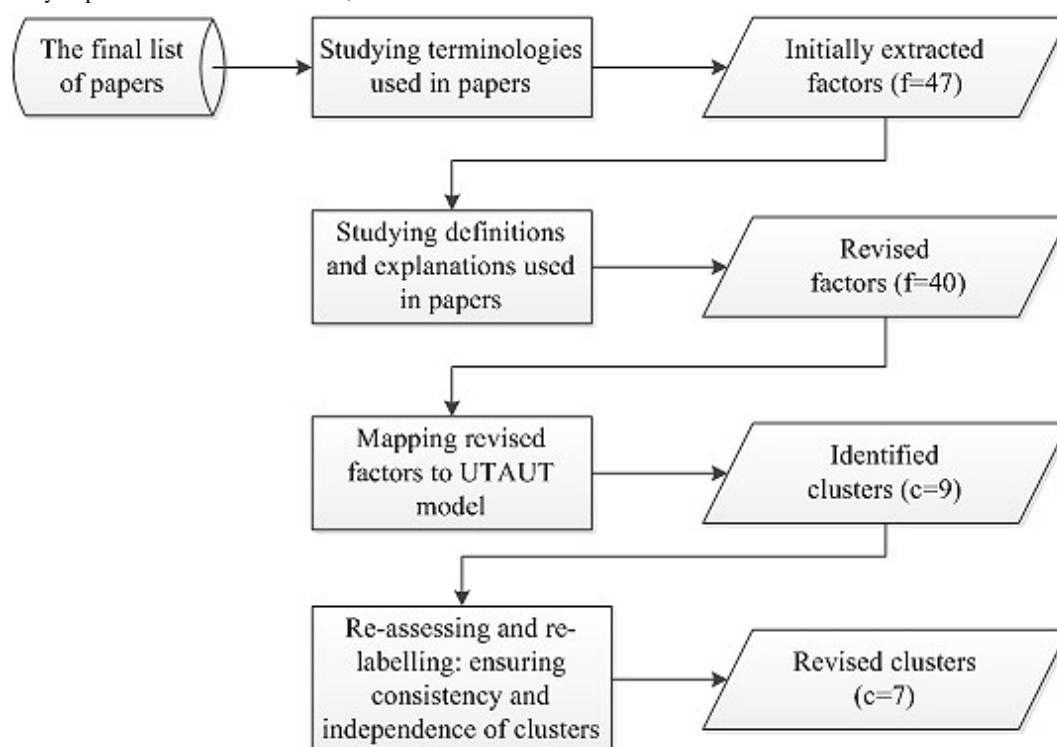 The final list
of papers
Studying terminologies
used in papers
Initially extracted
factors (f=47)
Studying definitions
and explanations used
in papers
Revised
factors (f=40)
Mapping revised
factors to UTAUT
model
Identified
clusters (c=9)
Re-assessing and re-
labelling: ensuring
consistency and
independence of clusters
Revised clusters
(c=7)